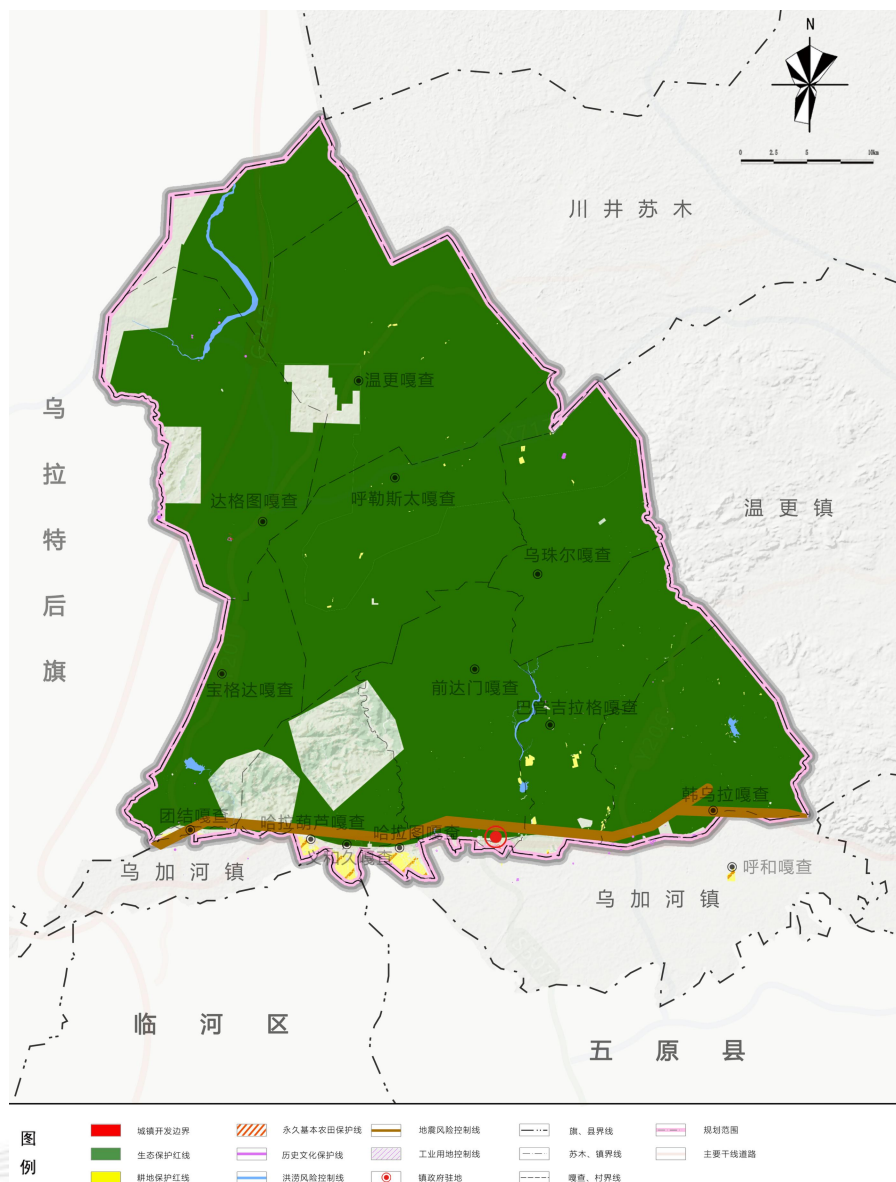 N
0 2.5 5 10km
川井苏木
乌拉特后旗
温更嘎查
温更镇
达格图嘎查
呼勒斯太嘎查
乌珠尔嘎查
宝格达嘎查
前达门嘎查
巴音吉拉格嘎查
团结嘎查
哈拉葫芦嘎查
哈拉图嘎查
韩乌拉嘎查
义和久嘎查
呼和嘎查
乌加河镇
乌加河镇
临河区
五原县
图例
城镇开发边界
永久基本农田保护线
地震风险控制线
旗、县界线
规划范围
生态保护红线
历史文化保护线
工业用地控制线
苏木、镇界线
主要干线道路
耕地保护红线
洪涝风险控制线
镇政府驻地
嘎查、村界线